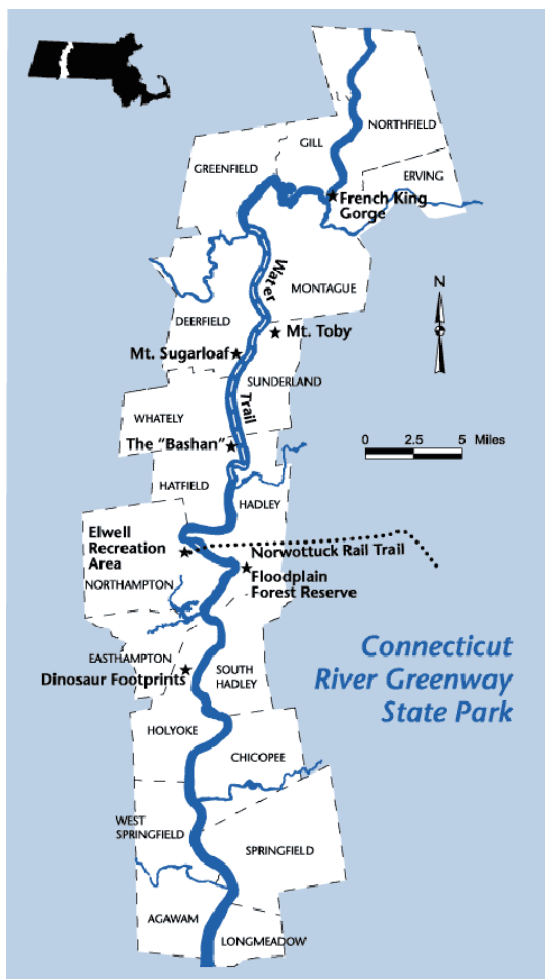 NORTHFIELD
GILL
GREENFIELD
ERVING
French King
Gorge
Water
MONTAGUE
N
DEERFIELD
Mt. Toby
Mt. Sugarloaf
SUNDERLAND
Trail
WHATELY
The "Bashan"
0 2.5 5 Miles
HATFIELD
HADLEY
Elwell
Recreation
Area
Norwottuck Rail Trail
NORTHAMPTON
Floodplain
Forest Reserve
EASTHAMPTON
Dinosaur Footprints
SOUTH
HADLEY
Connecticut
River Greenway
State Park
HOLYOKE
CHICOPEE
WEST
SPRINGFIELD
SPRINGFIELD
AGAWAM
LONGMEADOW